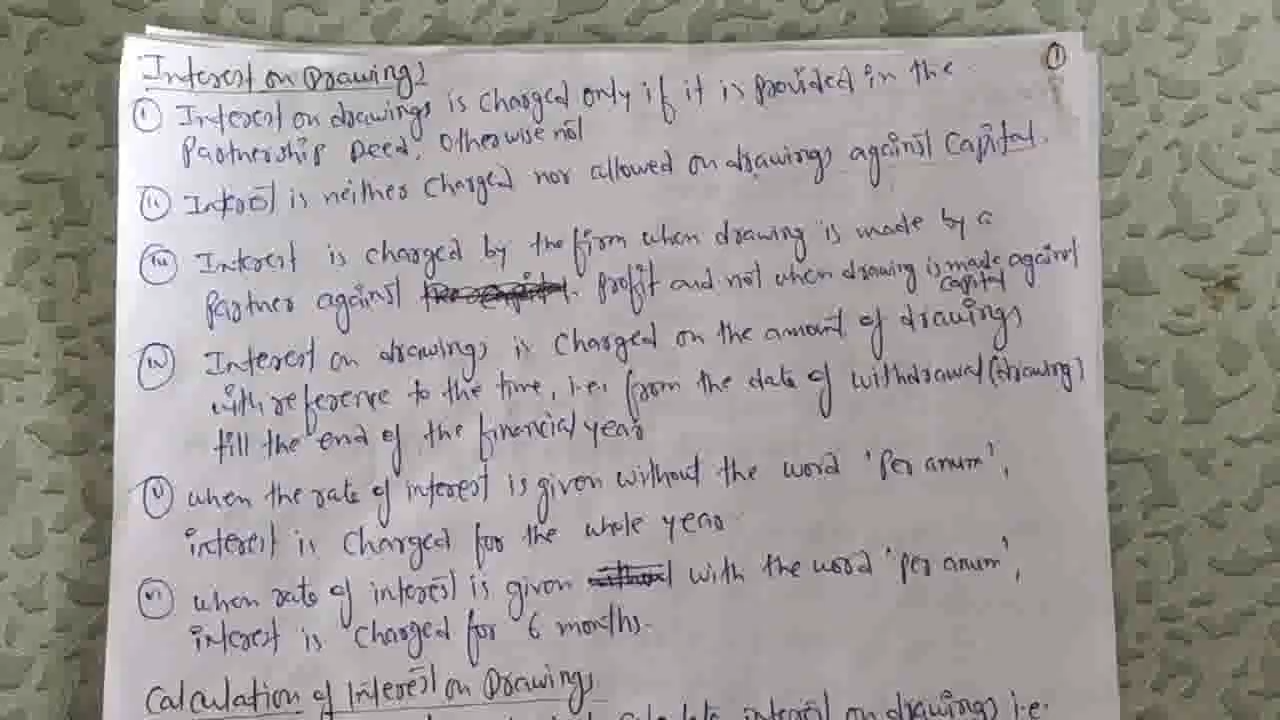 Interest on Drawings
①
(i) Interest on drawings is charged only if it is provided in the
Partnership Deed, otherwise not
(ii) Interest is neither charged nor allowed on drawings against capital.
(iii) Interest is charged by the firm when drawing is made by a
Partner against profit and not when drawing is made against
capital
(iv) Interest on drawings is charged on the amount of drawings
with reference to the time, i.e. from the date of withdrawal (drawing)
till the end of the financial year
(v) when the rate of interest is given without the word 'per anum',
interest is charged for the whole year.
(vi) when rate of interest is given with the word 'per anum',
interest is charged for 6 months.
Calculation of Interest on Drawings
interest on drawings i.e.